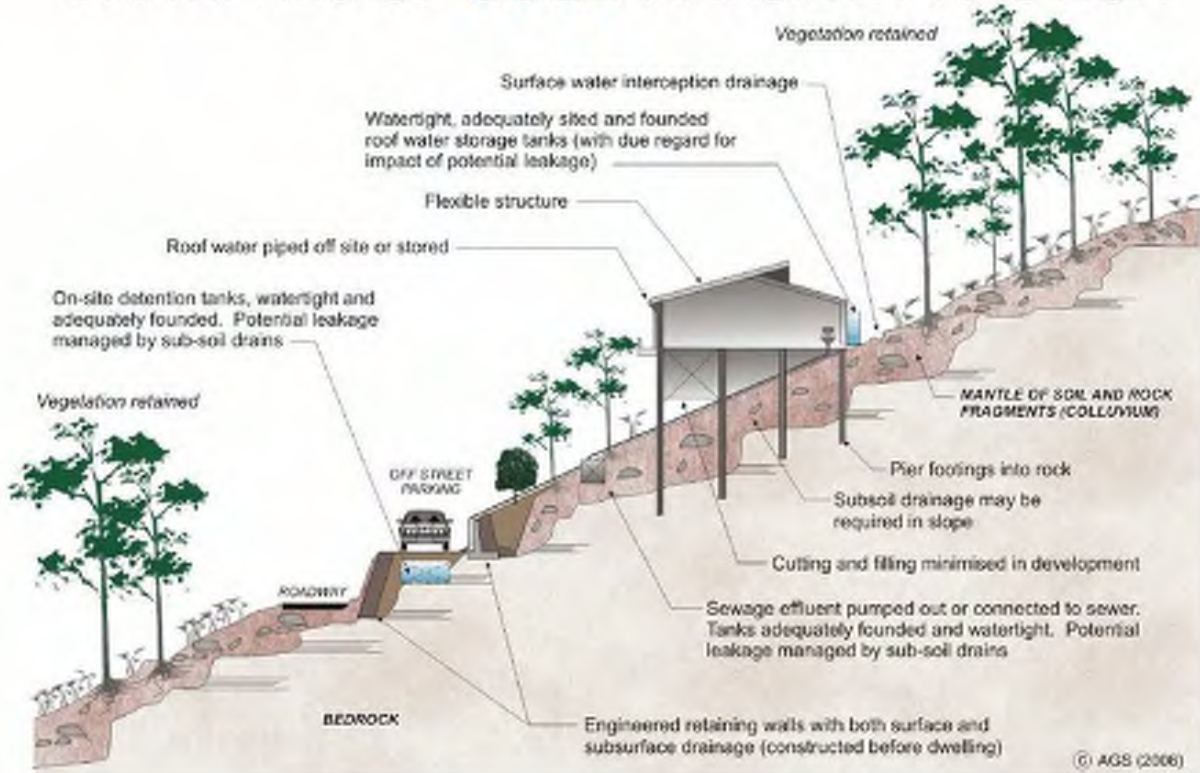 Vegetation retained
Surface water interception drainage
Watertight, adequately sited and founded
roof water storage tanks (with due regard for
impact of potential leakage)
Flexible structure
Roof water piped off site or stored
On-site detention tanks, watertight and
adequately founded. Potential leakage
managed by sub-soil drains
Vegetation retained
MANTLE OF SOIL AND ROCK
FRAGMENTS (COLLUVIUM)
OFF STREET
PARKING
Pier footings into rock
Subsoil drainage may be
required in slope
Cutting and filling minimised in development
ROADWAY
Sewage effluent pumped out or connected to sewer.
Tanks adequately founded and watertight. Potential
leakage managed by sub-soil drains
BEDROCK
Engineered retaining walls with both surface and
subsurface drainage (constructed before dwelling)
© AGS (2006)